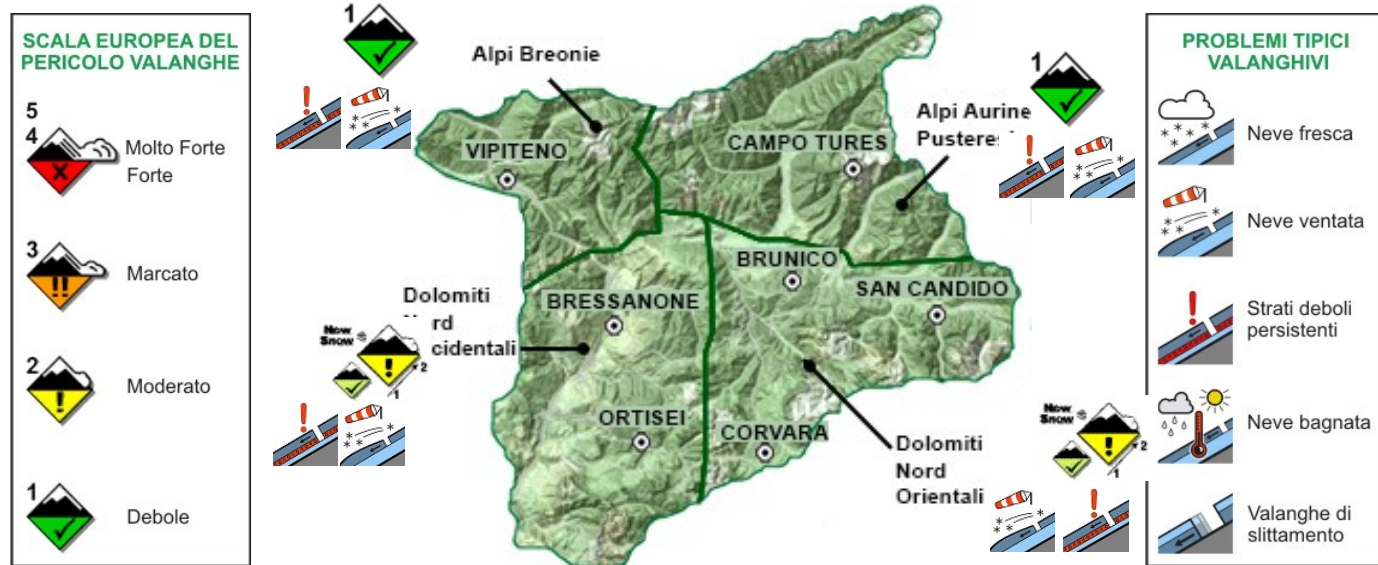 SCALA EUROPEA DEL
PERICOLO VALANGHE
5
4
Molto Forte
Forte
3
Marcato
2
Moderato
1
Debole
1
Alpi Breonie
VIPITENO
CAMPO TURES
1
Alpi Aurine
BRUNICO
SAN CANDIDO
BRESSANONE
Dolomiti
New
Snow
2
1
ORTISEI
CORVARA
Dolomiti
Nord
Orientali
New
Snow
2
1
PROBLEMI TIPICI
VALANGHIVI
Neve fresca
Neve ventata
Strati deboli
persistenti
Neve bagnata
Valanghe di
slittamento